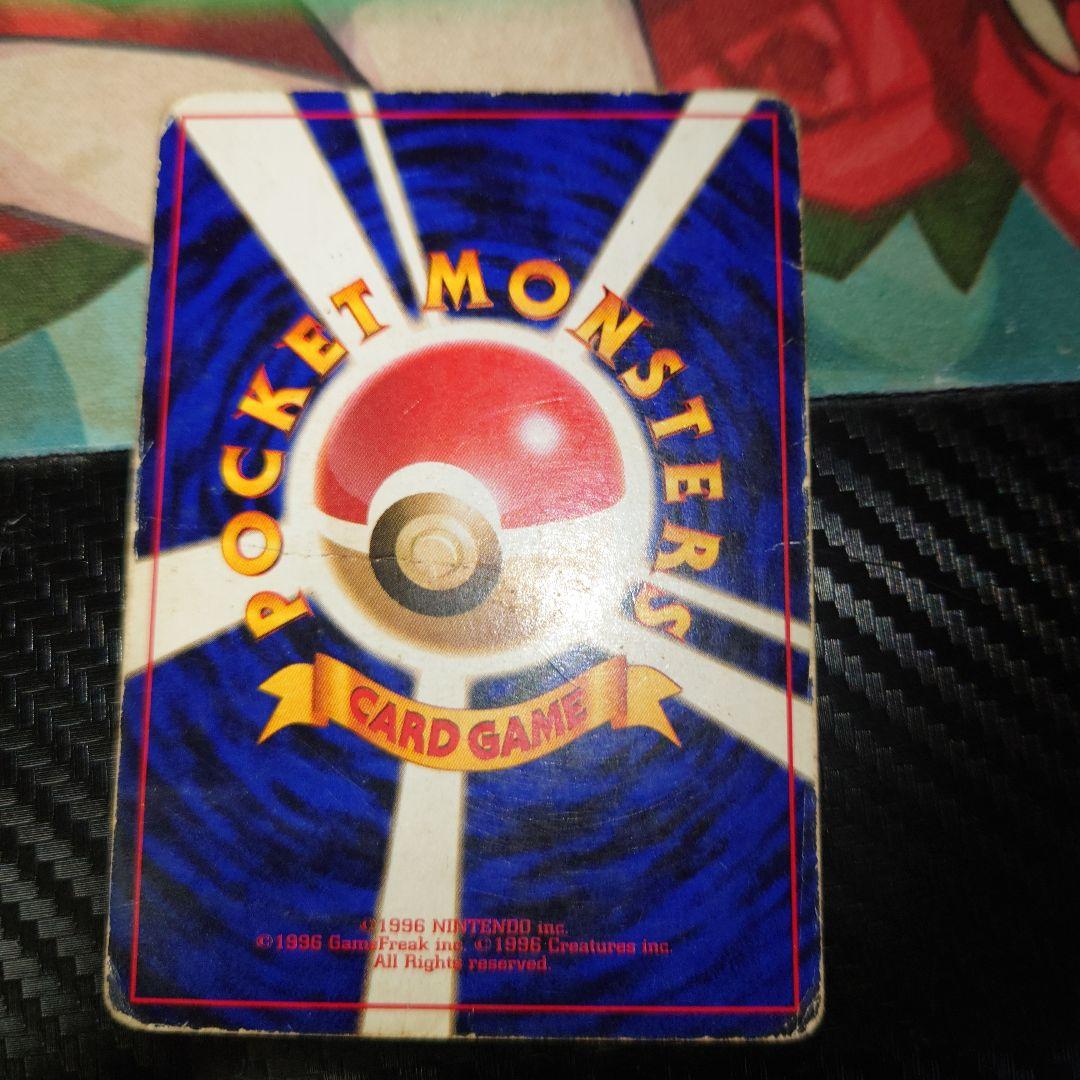 POCKET MONSTERS
CARD GAME
©1996 NINTENDO inc.
©1996 GameFreak inc. ©1996 Creatures inc.
All Rights reserved.